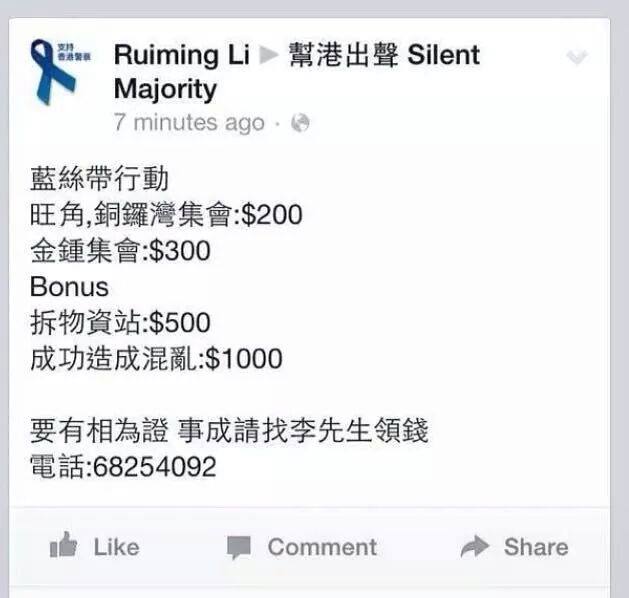 支持
香港警察
Ruiming Li ▶ 幫港出聲 Silent
Majority
7 minutes ago ·
藍絲帶行動
旺角,銅鑼灣集會:$200
金鍾集會:$300
Bonus
拆物資站:$500
成功造成混亂:$1000
要有相為證 事成請找李先生領錢
電話:68254092
Like
Comment
Share